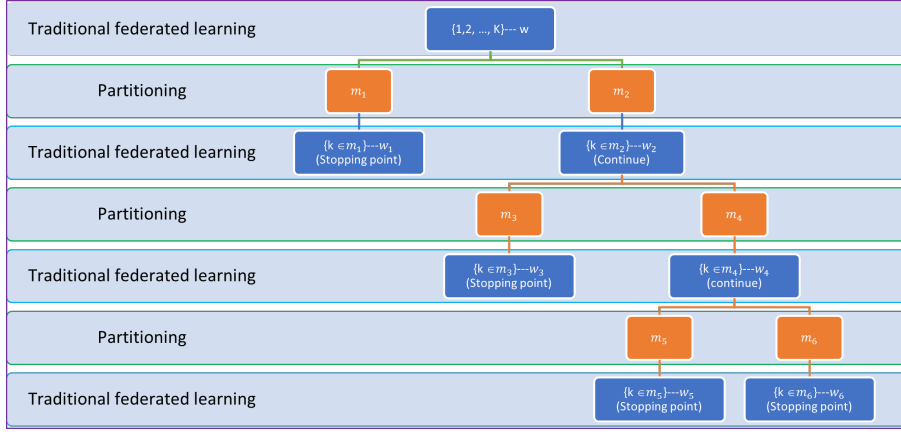 Traditional federated learning
{1,2, ..., K}--- w
Partitioning
m₁
m₂
Traditional federated learning
{k ∈m₁}---w₁
(Stopping point)
{k ∈m₂}---w₂
(Continue)
Partitioning
m₃
m₄
Traditional federated learning
{k ∈m₃}---w₃
(Stopping point)
{k ∈m₄}---w₄
(continue)
Partitioning
m₅
m₆
Traditional federated learning
{k ∈m₅}---w₅
(Stopping point)
{k ∈m₆}---w₆
(Stopping point)